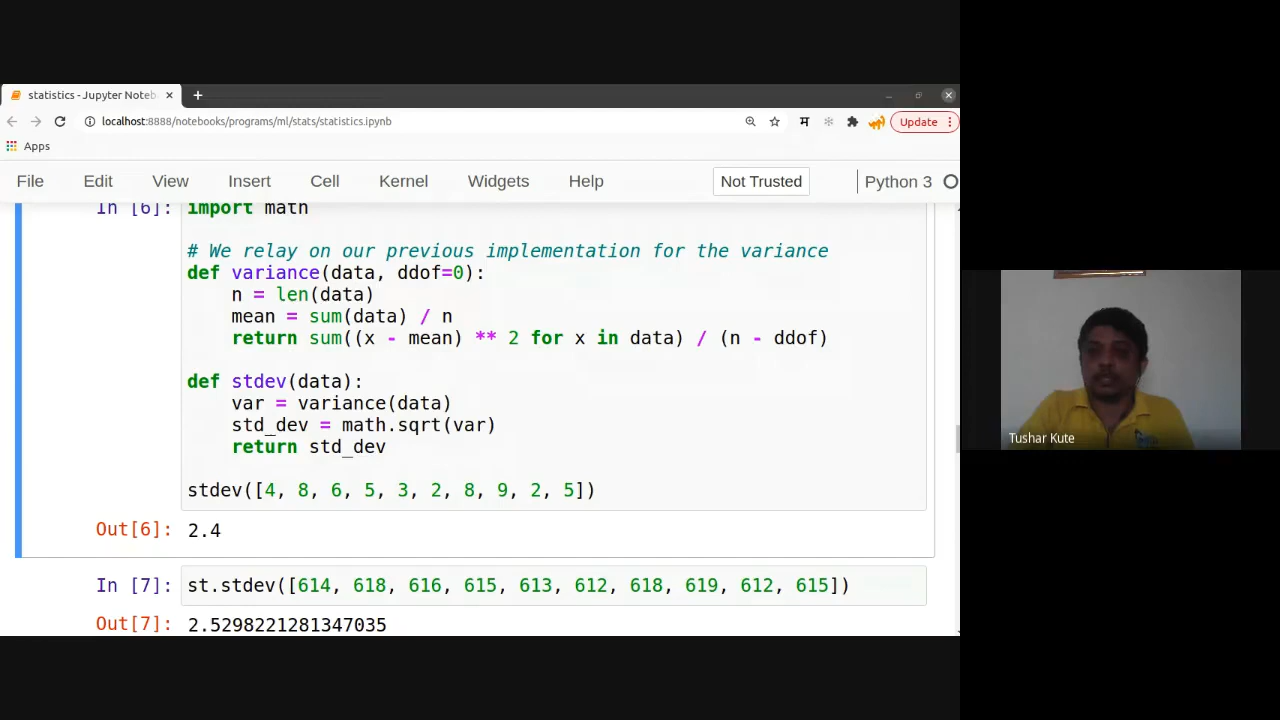 statistics - Jupyter Noteb
localhost:8888/notebooks/programs/ml/stats/statistics.ipynb
म
Update
Apps
File Edit View Insert Cell Kernel Widgets Help Not Trusted Python 3
In [6]: import math
# We relay on our previous implementation for the variance
def variance(data, ddof=0):
n = len(data)
mean = sum(data) / n
return sum((x - mean) ** 2 for x in data) / (n - ddof)
def stdev(data):
var = variance(data)
std_dev = math.sqrt(var)
return std_dev
stdev([4, 8, 6, 5, 3, 2, 8, 9, 2, 5])
Out[6]: 2.4
In [7]: st.stdev([614, 618, 616, 615, 613, 612, 618, 619, 612, 615])
Out[7]: 2.5298221281347035
Tushar Kute